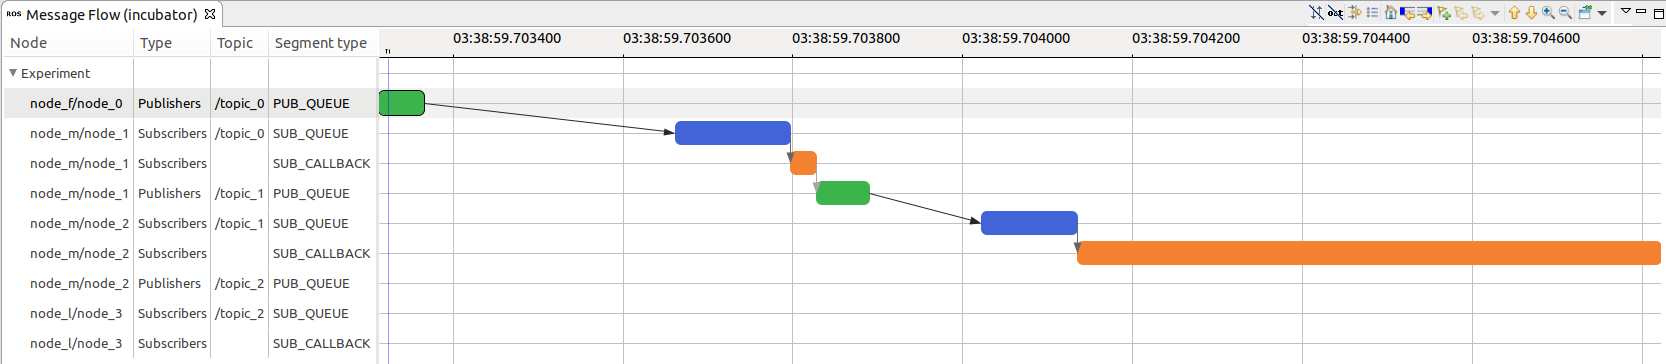 ROS Message Flow (incubator)
Node Type Topic Segment type 03:38:59.703400 03:38:59.703600 03:38:59.703800 03:38:59.704000 03:38:59.704200 03:38:59.704400 03:38:59.704600
Experiment
node_f/node_0 Publishers /topic_0 PUB_QUEUE
node_m/node_1 Subscribers /topic_0 SUB_QUEUE
node_m/node_1 Subscribers SUB_CALLBACK
node_m/node_1 Publishers /topic_1 PUB_QUEUE
node_m/node_2 Subscribers /topic_1 SUB_QUEUE
node_m/node_2 Subscribers SUB_CALLBACK
node_m/node_2 Publishers /topic_2 PUB_QUEUE
node_l/node_3 Subscribers /topic_2 SUB_QUEUE
node_l/node_3 Subscribers SUB_CALLBACK